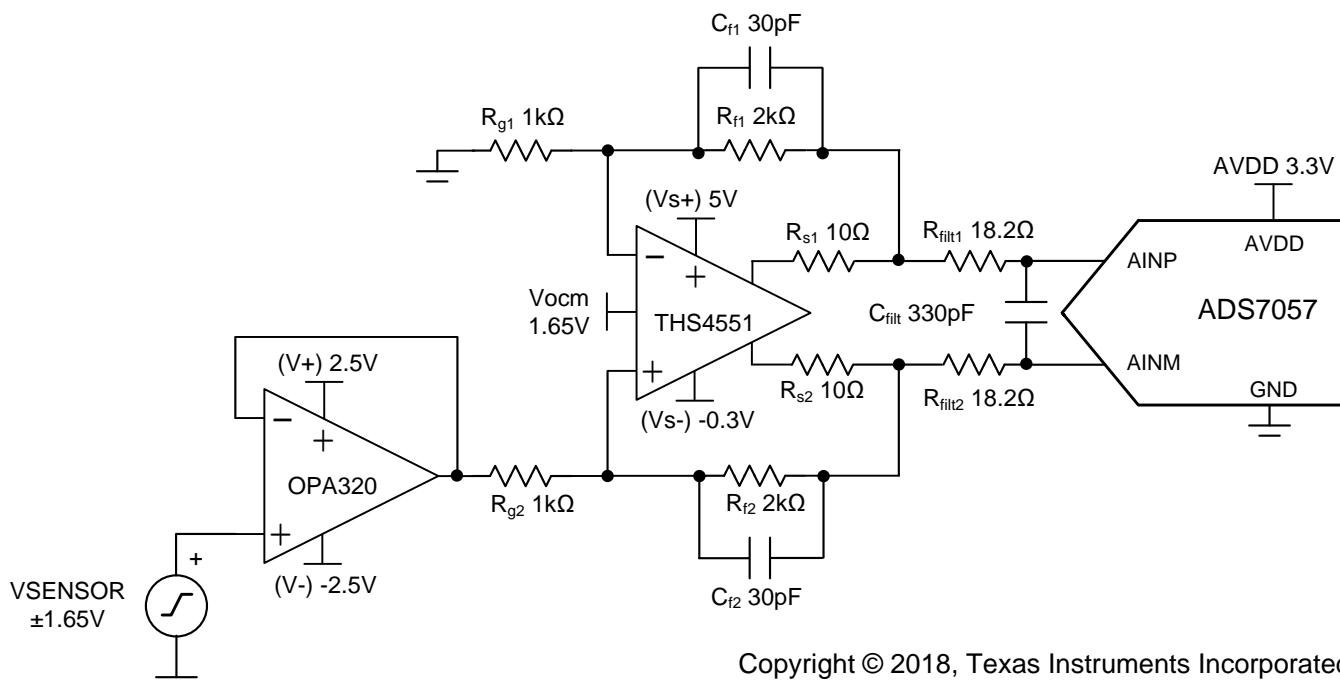 Cf1 30pF
Rg1 1kΩ
Rf1 2kΩ
AVDD 3.3V
(Vs+) 5V
Rs1 10Ω
Rfilt1 18.2Ω
AVDD
−
+
AINP
Vocm
1.65V
THS4551
Cfilt 330pF
ADS7057
(V+) 2.5V
+
AINM
Rs2 10Ω
Rfilt2 18.2Ω
GND
(Vs-) -0.3V
−
+
OPA320
Rg2 1kΩ
Rf2 2kΩ
+
+
(V-) -2.5V
VSENSOR
±1.65V
Cf2 30pF
Copyright © 2018, Texas Instruments Incorporated